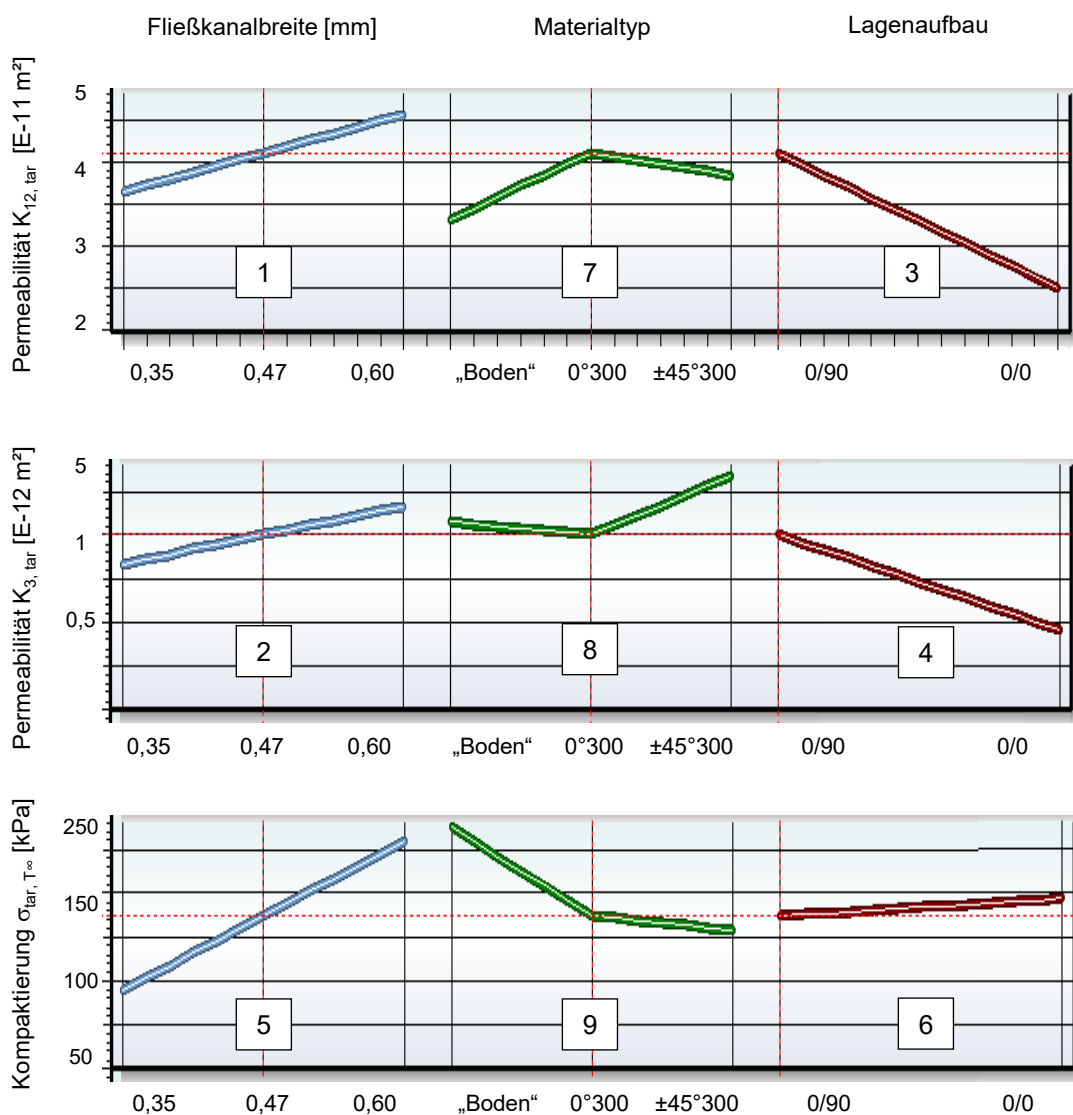 Fließkanalbreite [mm] Materialtyp Lagenaufbau
Permeabilität K12, tar [E-11 m²]
5
4
3
2
1 7 3
0,35 0,47 0,60 „Boden“ 0°300 ±45°300 0/90 0/0
Permeabilität K3, tar [E-12 m²]
5
1
0.5
2 8 4
0,35 0,47 0,60 „Boden“ 0°300 ±45°300 0/90 0/0
Kompaktierung σtar, T∞ [kPa]
250
150
100
50
5 9 6
0,35 0,47 0,60 „Boden“ 0°300 ±45°300 0/90 0/0